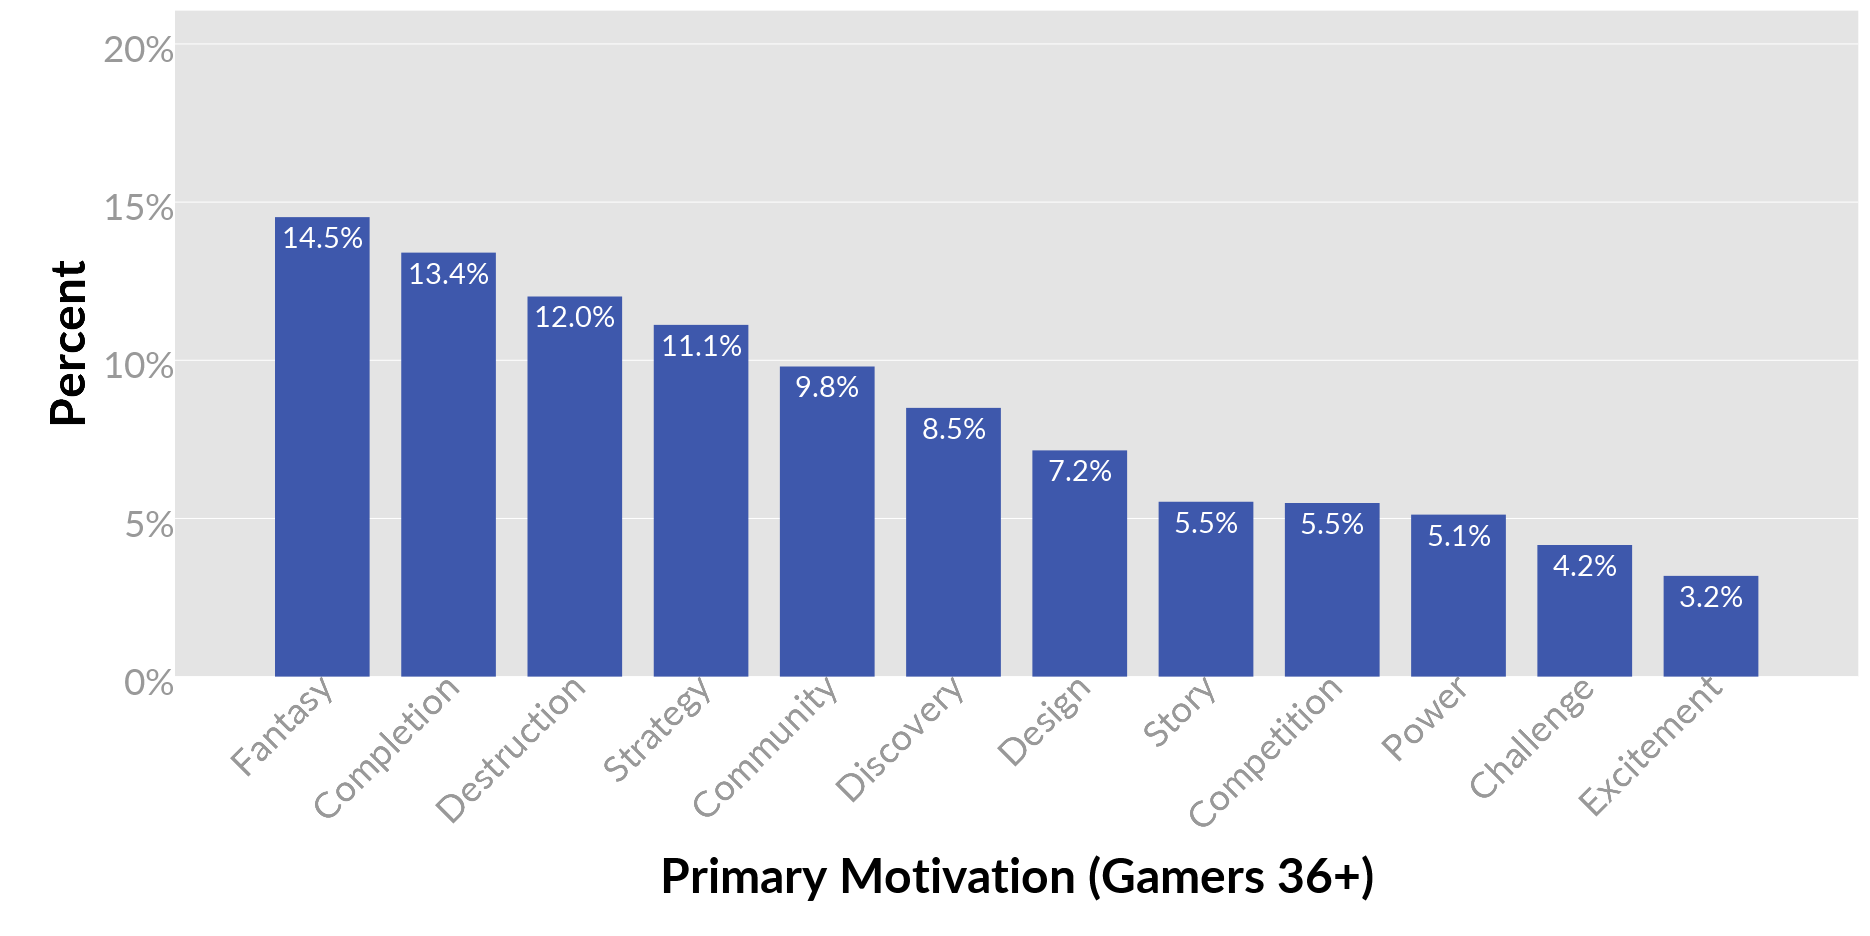 20%
15%
10%
5%
0%
Percent
14.5%
13.4%
12.0%
11.1%
9.8%
8.5%
7.2%
5.5%
5.5%
5.1%
4.2%
3.2%
Fantasy
Completion
Destruction
Strategy
Community
Discovery
Design
Story
Competition
Power
Challenge
Excitement
Primary Motivation (Gamers 36+)